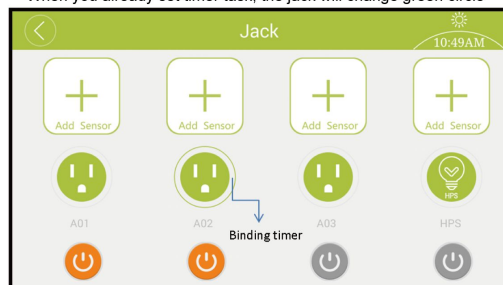 When you already set timer task, the jack will change green circle
Jack
10:49AM
Add Sensor Add Sensor Add Sensor Add Sensor
HPS
A01 A02 A03 HPS
Binding timer